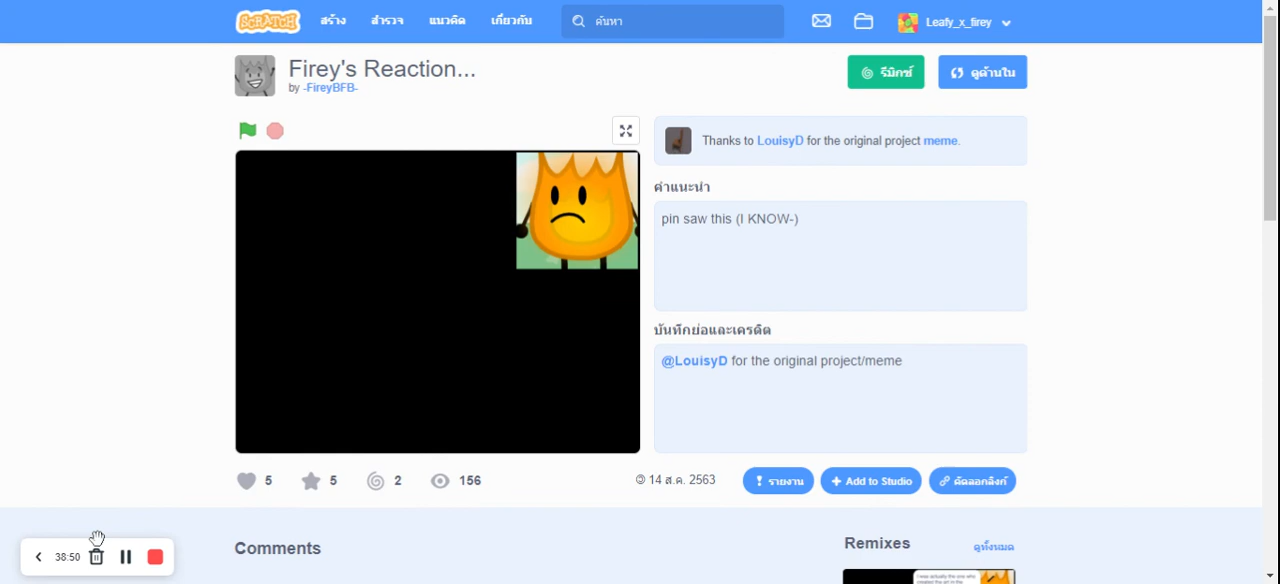 SCRATCH สร้าง สำรวจ แนวคิด เกี่ยวกับ ค้นหา Leafy_x_firey
Firey's Reaction...
by -FireyBFB-
รีมิกซ์ ดูด้านใน
Thanks to LouisyD for the original project meme.
คำแนะนำ
pin saw this (I KNOW-)
บันทึกย่อและเครดิต
@LouisyD for the original project/meme
5 5 2 156
© 14 ส.ค. 2563 รายงาน Add to Studio คัดลอกลิงก์
38:50
Comments
Remixes ดูทั้งหมด